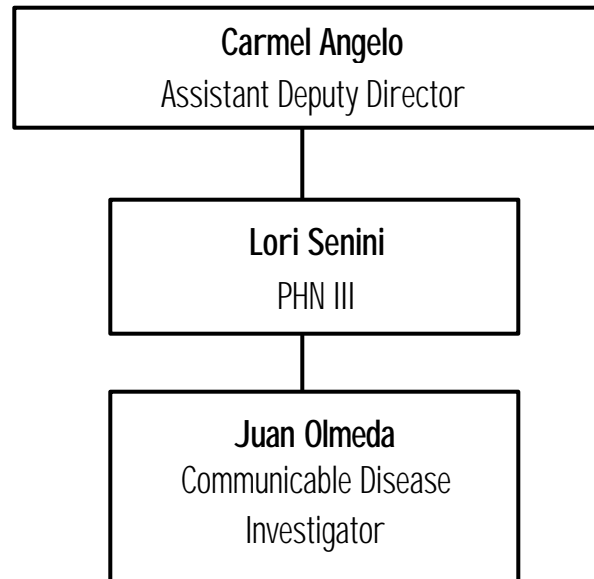 Carmel Angelo
Assistant Deputy Director
Lori Senini
PHN III
Juan Olmeda
Communicable Disease
Investigator